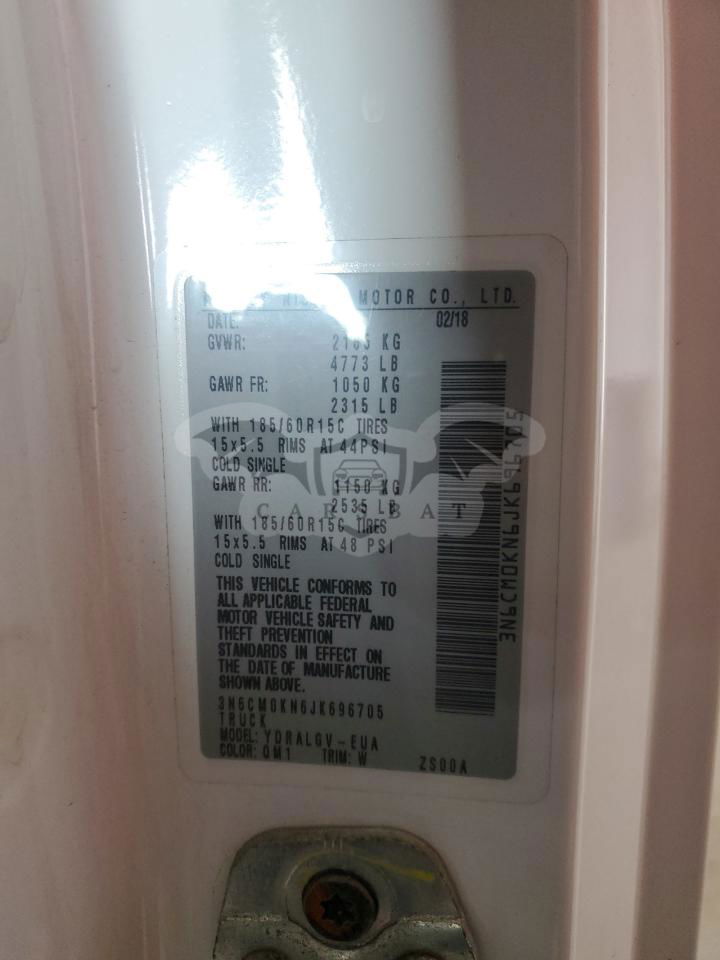 MOTOR CO., LTD.
DATE: 02/18
GVWR: 2165 KG
4773 LB
GAWR FR: 1050 KG
2315 LB
WITH 185/60R15C TIRES
15x5.5 RIMS AT 44PSI
COLD SINGLE
GAWR RR: 1150 KG
2535 LB
WITH 185/60R15C TIRES
15x5.5 RIMS AT 48 PSI
COLD SINGLE
THIS VEHICLE CONFORMS TO
ALL APPLICABLE FEDERAL
MOTOR VEHICLE SAFETY AND
THEFT PREVENTION
STANDARDS IN EFFECT ON
THE DATE OF MANUFACTURE
SHOWN ABOVE.
3N6CM0KN6JK696705
TRUCK
MODEL: YDRALGV-EUA
COLOR: QM1 TRIM: W ZS00A
3N6CM0KN6JK696705
CARSBAT